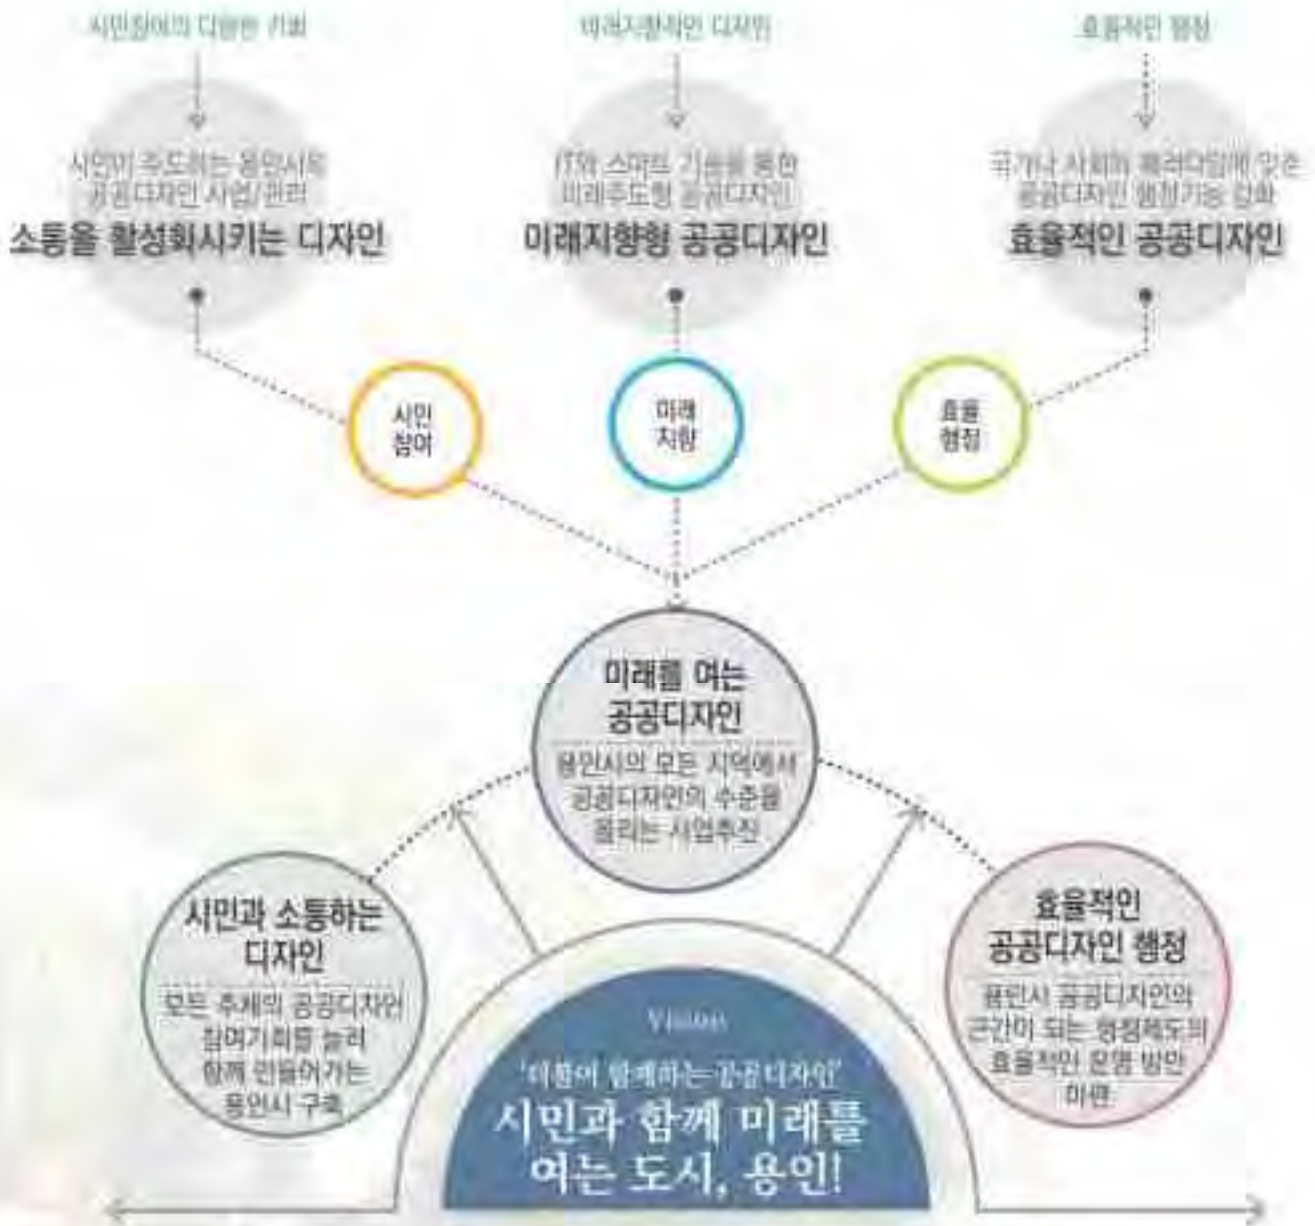 시민참여의 다양한 기회
미래지향적인 디자인
효율적인 행정
시민이 주도하는 용인시의
공공디자인 사업/관리
소통을 활성화시키는 디자인
IT와 스마트 기술을 통한
미래주도형 공공디자인
미래지향형 공공디자인
국가나 사회의 패러다임에 맞춘
공공디자인 행정기능 강화
효율적인 공공디자인
시민
참여
미래
지향
효율
행정
미래를 여는
공공디자인
용인시의 모든 지역에서
공공디자인의 수준을
올리는 사업추진
시민과 소통하는
디자인
모든 주체의 공공디자인
참여기회를 늘려
함께 만들어가는
용인시 구축
효율적인
공공디자인 행정
용인시 공공디자인의
근간이 되는 행정제도의
효율적인 운영 방안
마련
Vision
함께하는 공공디자인'
시민과 함께 미래를
여는 도시, 용인!